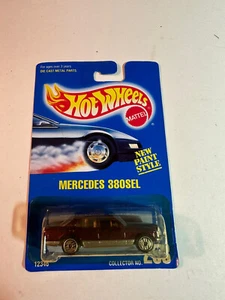 For ages over 3 years
DIE CAST METAL PARTS.
Hot Wheels
MATTEL
NEW
PAINT
STYLE
MERCEDES 380SEL
COLLECTOR NO.